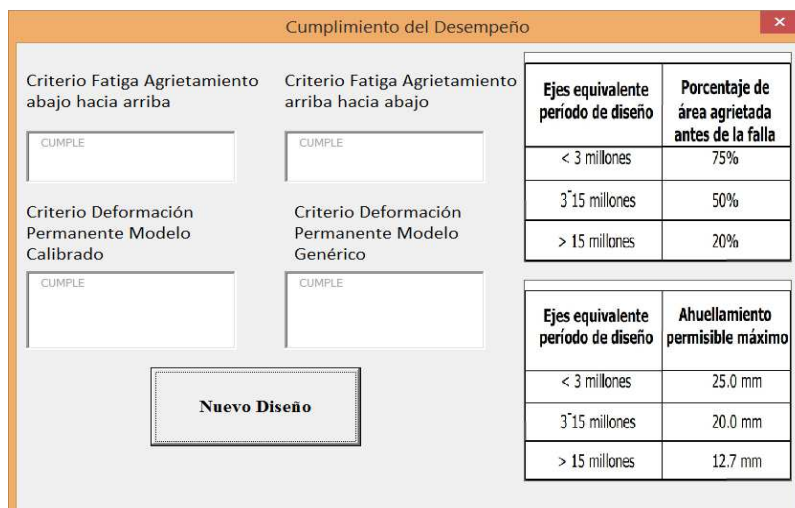 Cumplimiento del Desempeño
×
Criterio Fatiga Agrietamiento
abajo hacia arriba
CUMPLE
Criterio Fatiga Agrietamiento
arriba hacia abajo
CUMPLE
Criterio Deformación
Permanente Modelo
Calibrado
CUMPLE
Criterio Deformación
Permanente Modelo
Genérico
CUMPLE
Nuevo Diseño
Ejes equivalente
período de diseño
Porcentaje de
área agrietada
antes de la falla
< 3 millones 75%
3-15 millones 50%
> 15 millones 20%
Ejes equivalente
período de diseño
Ahuellamiento
permisible máximo
< 3 millones 25.0 mm
3-15 millones 20.0 mm
> 15 millones 12.7 mm